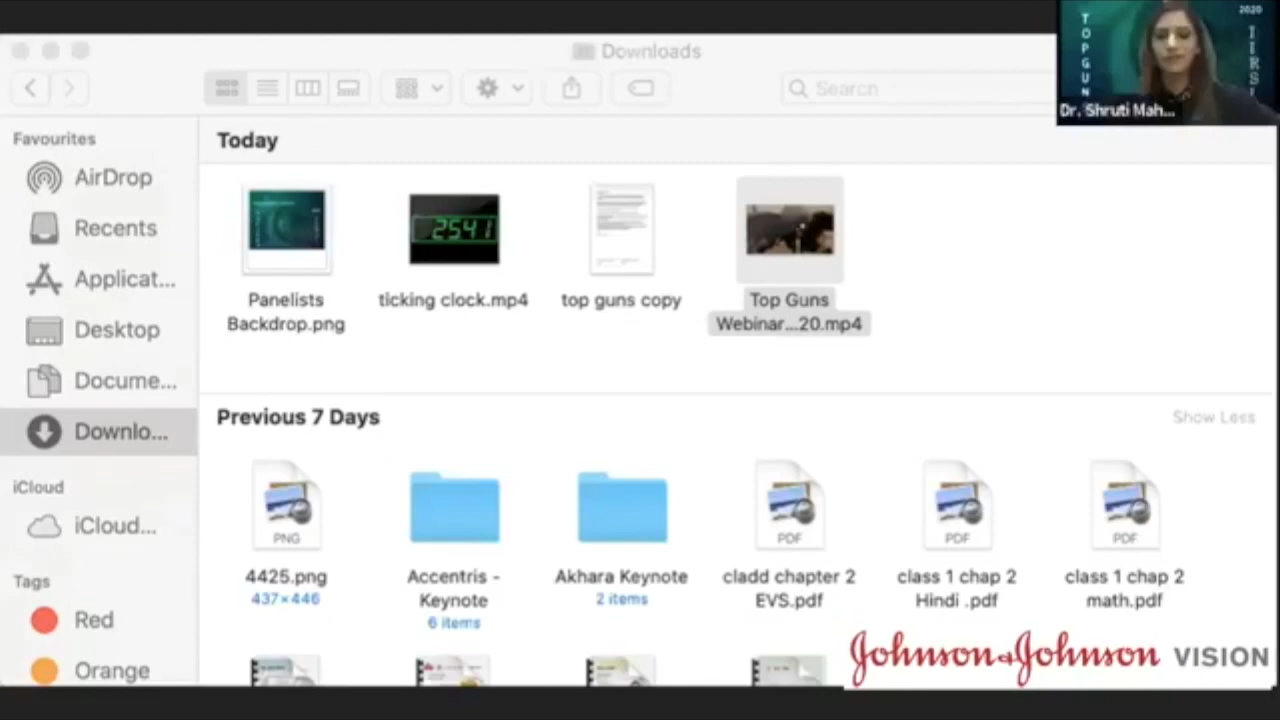 Downloads
Search
2020
TOPGUNS
IIRSI
Dr. Shruti Mah...
Favourites
AirDrop
Recents
Applicat...
Desktop
Docume...
Downlo...
iCloud
iCloud...
Tags
Red
Orange
Today
2541
Panelists
Backdrop.png
ticking clock.mp4
top guns copy
Top Guns
Webinar...20.mp4
Previous 7 Days
Show Less
PNG
PDF
PDF
PDF
4425.png
437×446
Accentris -
Keynote
6 items
Akhara Keynote
2 items
cladd chapter 2
EVS.pdf
class 1 chap 2
Hindi .pdf
class 1 chap 2
math.pdf
Johnson & Johnson VISION